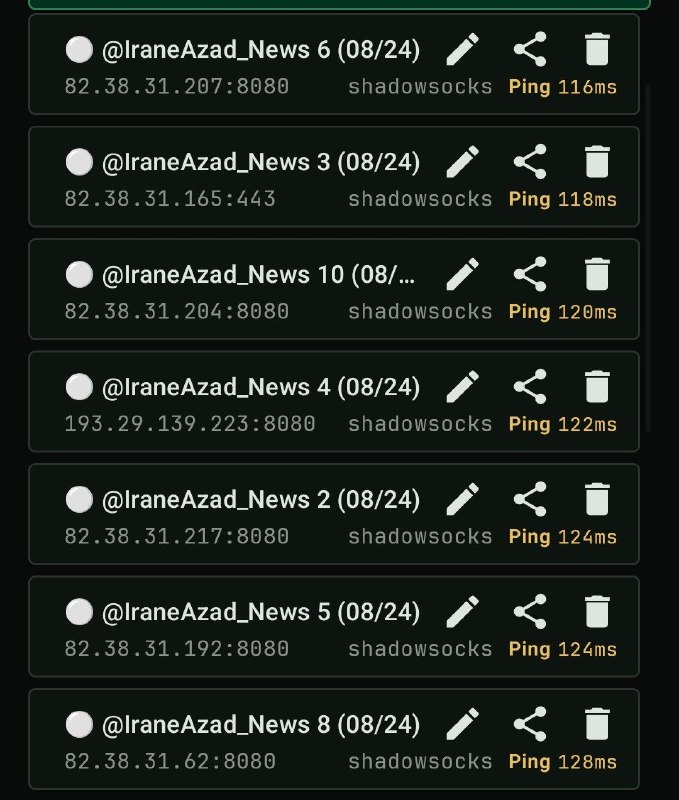 @IraneAzad_News 6 (08/24)
82.38.31.207:8080 shadowsocks Ping 116ms
@IraneAzad_News 3 (08/24)
82.38.31.165:443 shadowsocks Ping 118ms
@IraneAzad_News 10 (08/...
82.38.31.204:8080 shadowsocks Ping 120ms
@IraneAzad_News 4 (08/24)
193.29.139.223:8080 shadowsocks Ping 122ms
@IraneAzad_News 2 (08/24)
82.38.31.217:8080 shadowsocks Ping 124ms
@IraneAzad_News 5 (08/24)
82.38.31.192:8080 shadowsocks Ping 124ms
@IraneAzad_News 8 (08/24)
82.38.31.62:8080 shadowsocks Ping 128ms